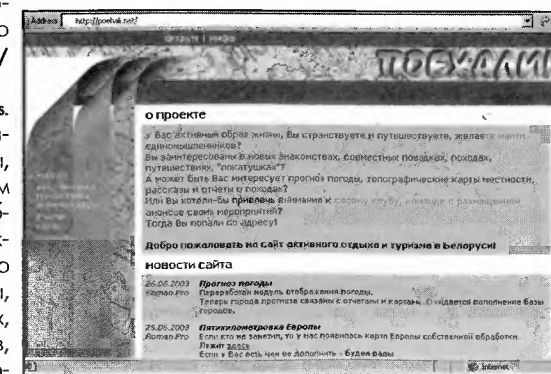 Address http://poehali.net/
ПОЕХАЛИ
о проекте
У Вас активный образ жизни, Вы странствуете и путешествуете, желаете найти
единомышленников?
Вы заинтересованы в новых знакомствах, совместных поездках, походах,
путешествиях, "покатушках"?
А может быть Вас интересует прогноз погоды, топографические карты местности,
рассказы и отчеты о походах?
Или Вы хотели-бы привлечь внимание к своему клубу, команде с размещением
анонсов своих мероприятий?
Тогда Вы попали по адресу!
Добро пожаловать на сайт активного отдыха и туризма в Беларуси!
новости сайта
26.06.2003 Прогноз погоды
Roman Pro Переработан модуль отображения погоды.
Теперь города прогноза связаны с отчетами и картами. Ожидается пополнение базы
городов.
25.06.2003 Пятикилометровка Европы
Roman Pro Если кто не заметил, то у нас появилась карта Европы собственной обработки.
Лежит здесь
Если у Вас есть чем ее дополнить - будем рады
Internet